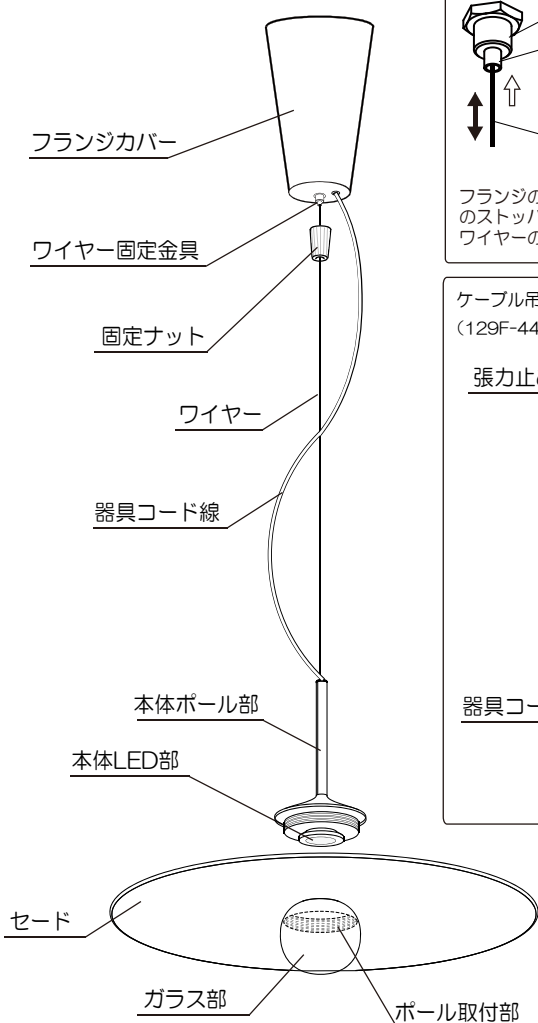 フランジカバー
ワイヤー固定金具
固定ナット
ワイヤー
器具コード線
本体ポール部
本体LED部
セード
ガラス部
ポール取付部
フランジの
のストッパ
ワイヤーの
ケーブル吊
（129F-44
張力止め
器具コー